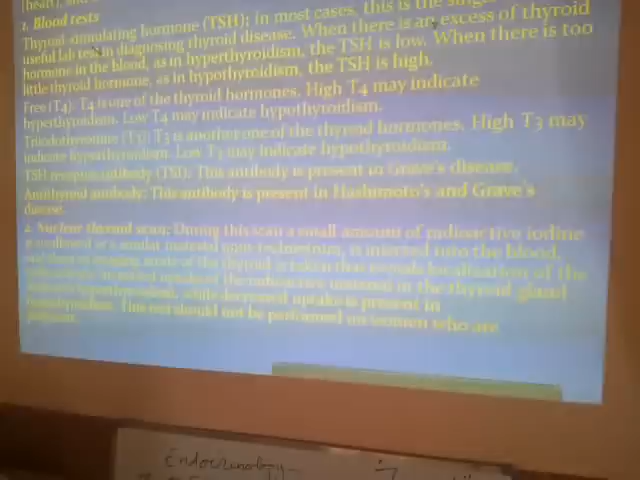 [heart), and
1. Blood tests
Thyroid-stimulating hormone (TSH): in most cases, this is the single
useful lab test in diagnosing thyroid disease. When there is an excess of thyroid
hormone in the blood, as in hyperthyroidism, the TSH is low. When there is too
little thyroid hormone, as in hypothyroidism, the TSH is high.
Free (T4): T4 is one of the thyroid hormones. High T4 may indicate
hyperthyroidism. Low T4 may indicate hypothyroidism.
Triiodothyronine (T3): T3 is another one of the thyroid hormones. High T3 may
indicate hyperthyroidism. Low T3 may indicate hypothyroidism.
TSH receptor antibody (TSI): This antibody is present in Grave's disease.
Antithyroid antibody: This antibody is present in Hashimoto's and Grave's
disease.
2. Nuclear thyroid scan: During this scan a small amount of radioactive iodine
is injected into the blood,
of the thyroid is taken that reveals localization of the
uptake of the radioactive material in the thyroid gland
while decreased uptake is present in
This test should not be performed on women who are
pregnant.
Endocrinology